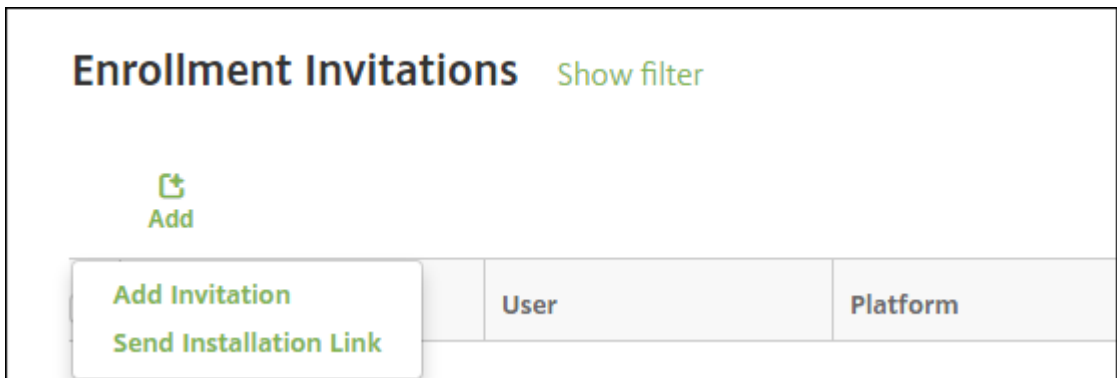 Enrollment Invitations Show filter
Add
Add Invitation
User Platform
Send Installation Link